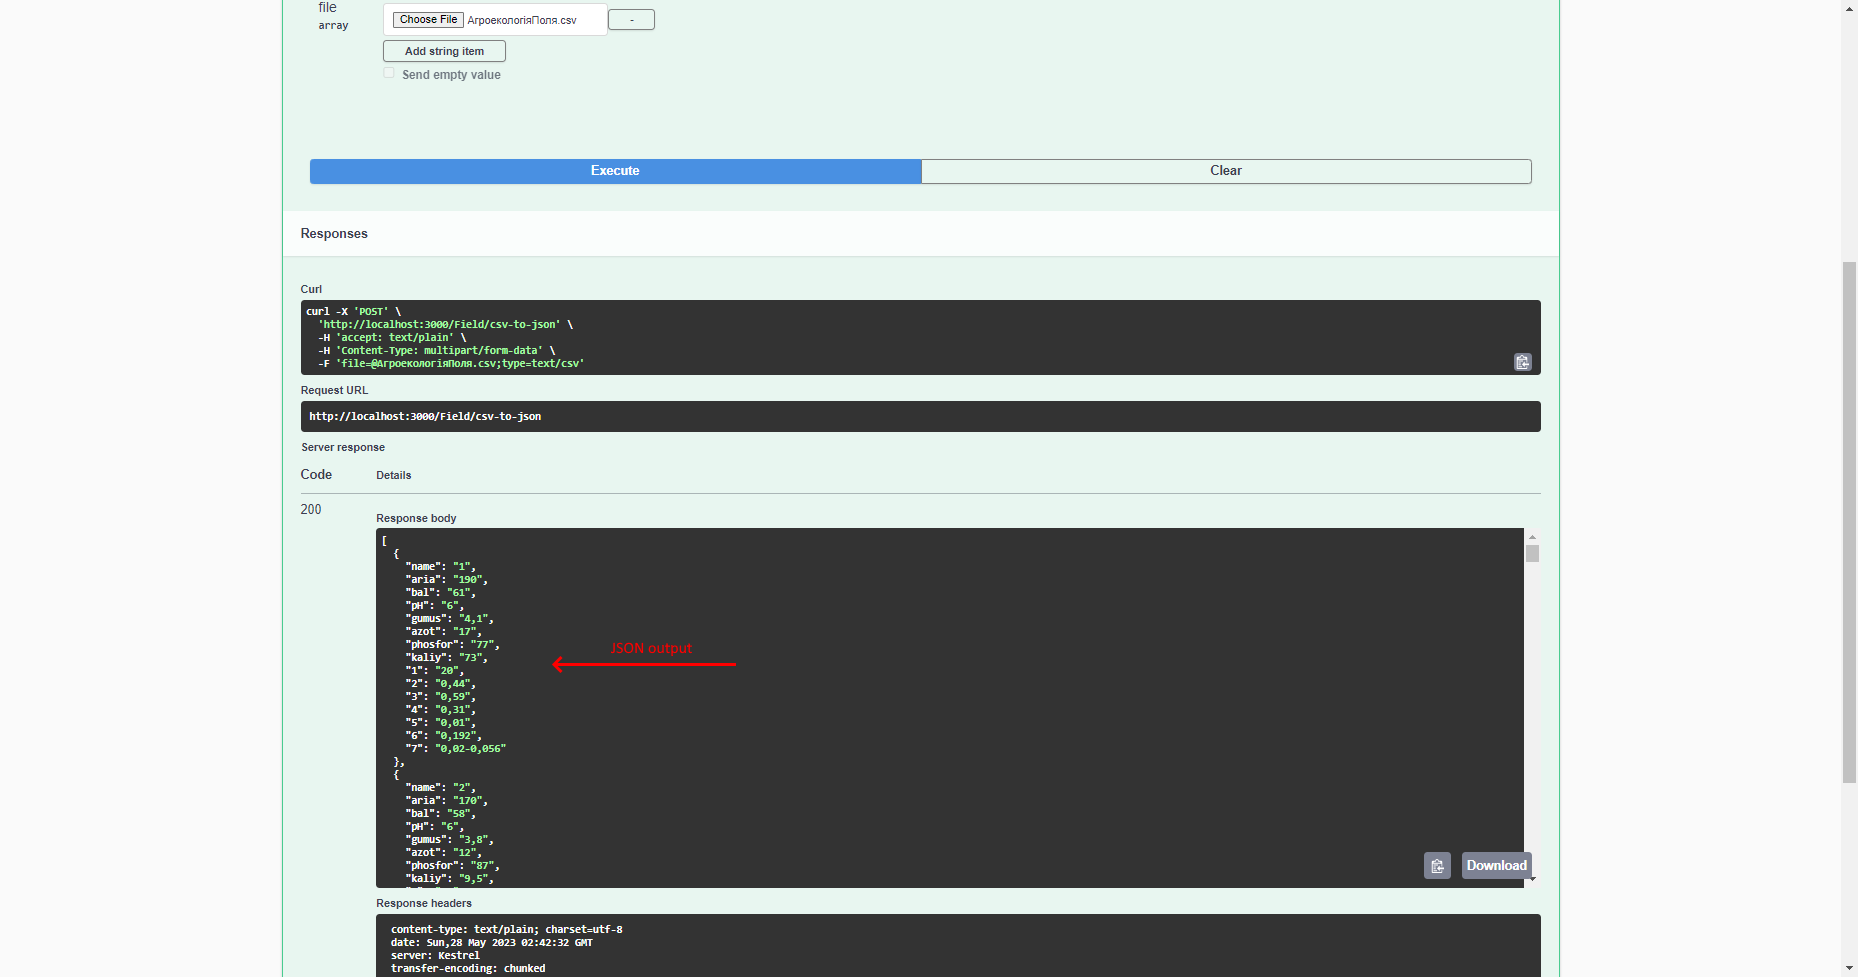 file
array
Choose File АгроекологіяПоля.csv
-
Add string item
Send empty value
Execute
Clear
Responses
Curl
curl -X 'POST' \
'http://localhost:3000/Field/csv-to-json' \
-H 'accept: text/plain' \
-H 'Content-Type: multipart/form-data' \
-F 'file=@АгроекологіяПоля.csv;type=text/csv'
Request URL
http://localhost:3000/Field/csv-to-json
Server response
Code Details
200
Response body
[
{
"name": "1",
"aria": "190",
"bal": "61",
"pH": "6",
"gumus": "4,1",
"azot": "17",
"phosfor": "77",
"kaliy": "73",
"1": "20",
"2": "0,44",
"3": "0,59",
"4": "0,31",
"5": "0,01",
"6": "0,192",
"7": "0,02-0,056"
},
{
"name": "2",
"aria": "170",
"bal": "58",
"pH": "6",
"gumus": "3,8",
"azot": "12",
"phosfor": "87",
"kaliy": "9,5",
JSON output
Download
Response headers
content-type: text/plain; charset=utf-8
date: Sun,28 May 2023 02:42:32 GMT
server: Kestrel
transfer-encoding: chunked